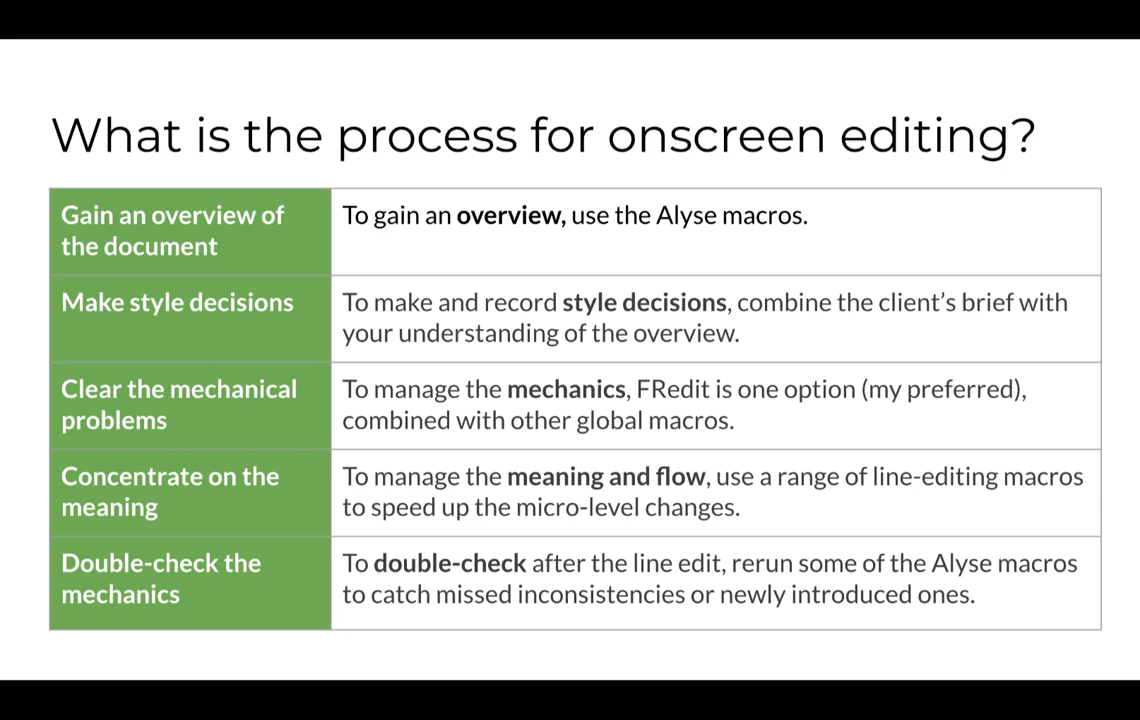 What is the process for onscreen editing?
Gain an overview of
the document
To gain an overview, use the Alyse macros.
Make style decisions
To make and record style decisions, combine the client’s brief with
your understanding of the overview.
Clear the mechanical
problems
To manage the mechanics, FRedit is one option (my preferred),
combined with other global macros.
Concentrate on the
meaning
To manage the meaning and flow, use a range of line-editing macros
to speed up the micro-level changes.
Double-check the
mechanics
To double-check after the line edit, rerun some of the Alyse macros
to catch missed inconsistencies or newly introduced ones.